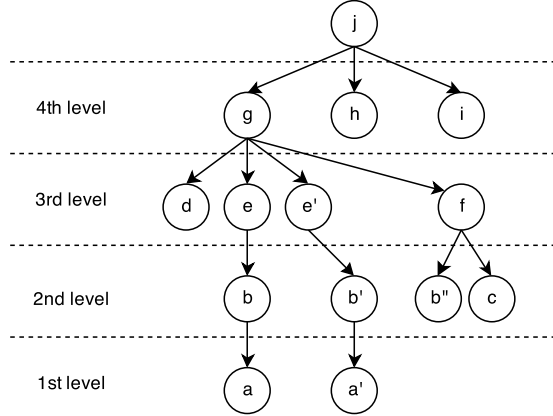 j
4th level
g
h
i
3rd level
d
e
e'
f
2nd level
b
b'
b"
c
1st level
a
a'